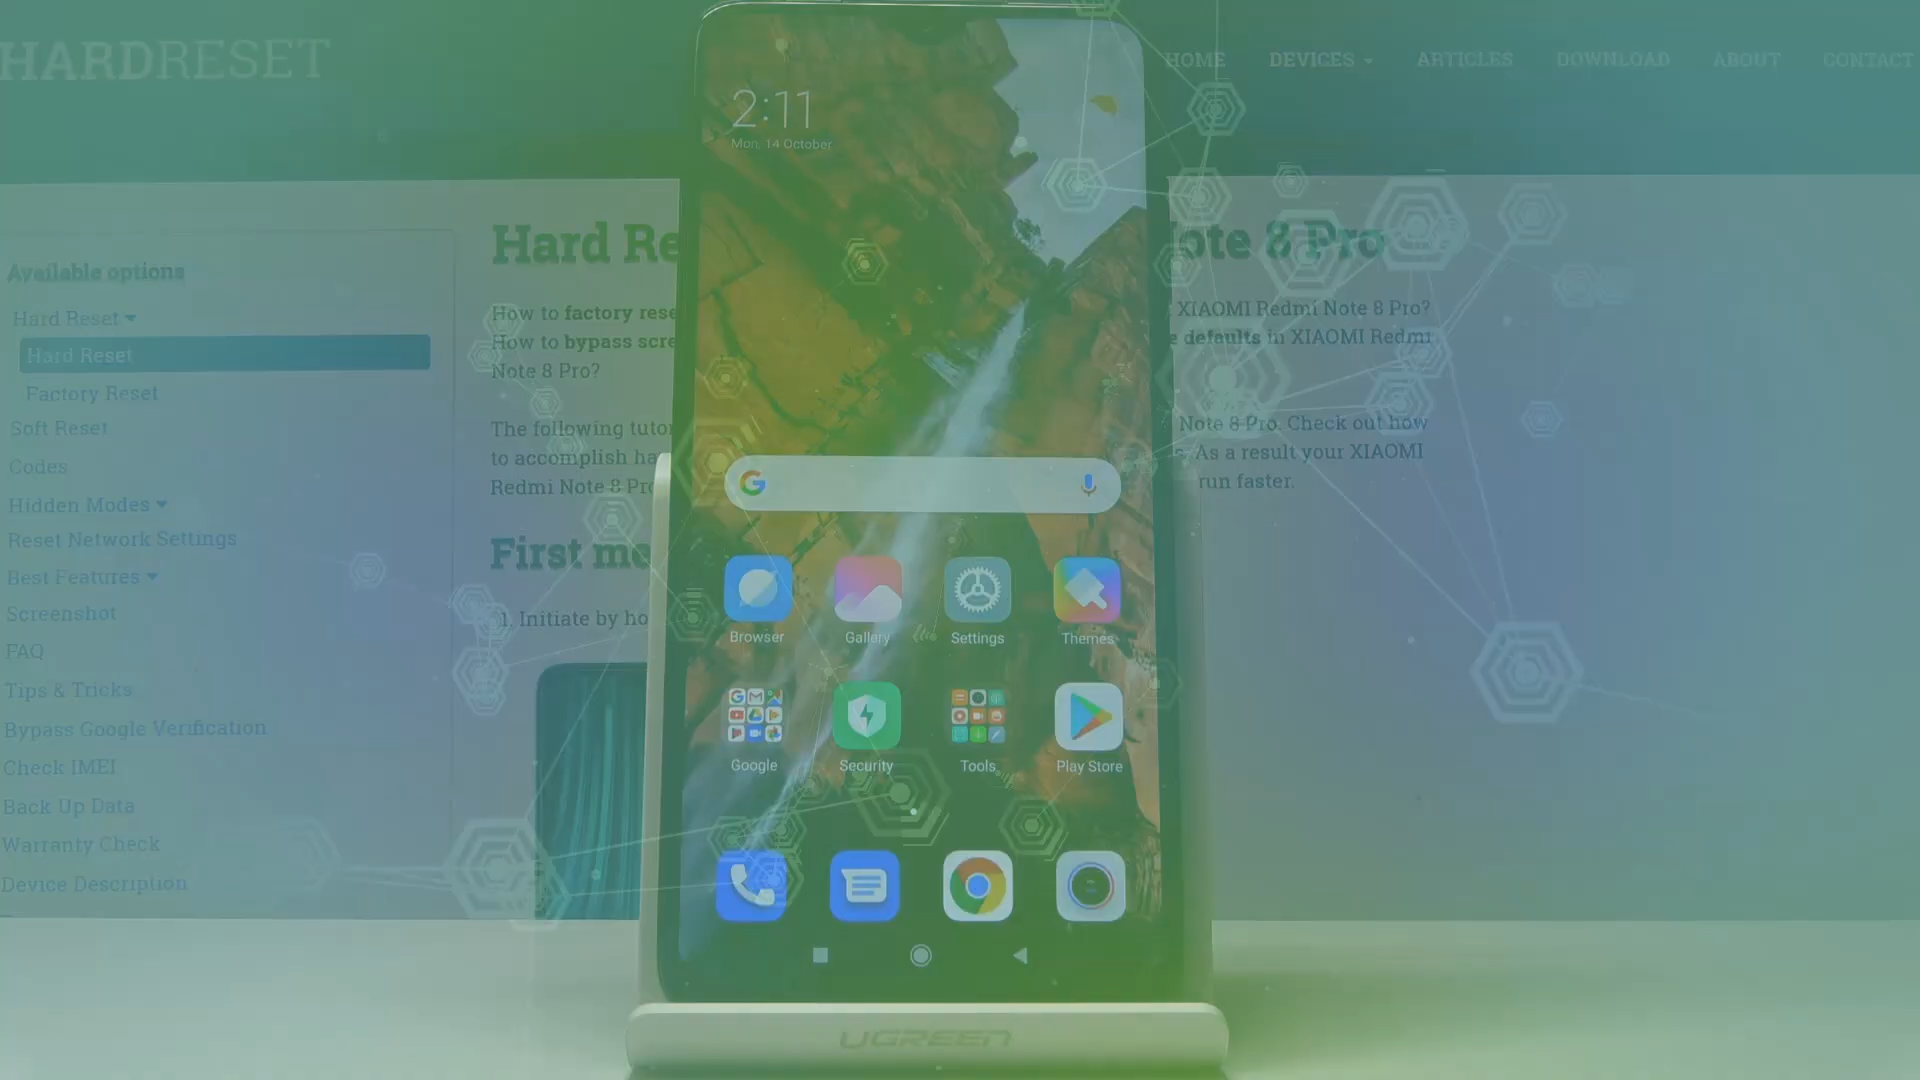 HARDRESET
HOME DEVICES ARTICLES DOWNLOAD ABOUT CONTACT
2:11
Mon, 14 October
Available options
Hard Reset
Hard Reset
Factory Reset
Soft Reset
Codes
Hidden Modes
Reset Network Settings
Best Features
Screenshot
FAQ
Tips & Tricks
Bypass Google Verification
Check IMEI
Back Up Data
Warranty Check
Device Description
Hard Re
ote 8 Pro
How to factory rese
XIAOMI Redmi Note 8 Pro?
How to bypass scre
e defaults in XIAOMI Redmi
Note 8 Pro?
The following tutor
Note 8 Pro. Check out how
to accomplish ha
As a result your XIAOMI
Redmi Note 8 Pro
run faster.
First me
1. Initiate by ho
Browser Gallery Settings Themes
Google Security Tools Play Store
UGREEN